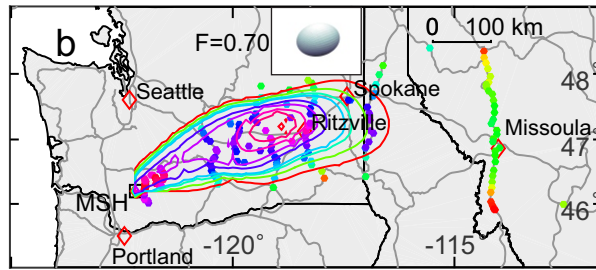 b
F=0.70
0 100 km
48°
Seattle
Spokane
Ritzville
Missoula
47°
MSH
46°
-120°
-115°
Portland